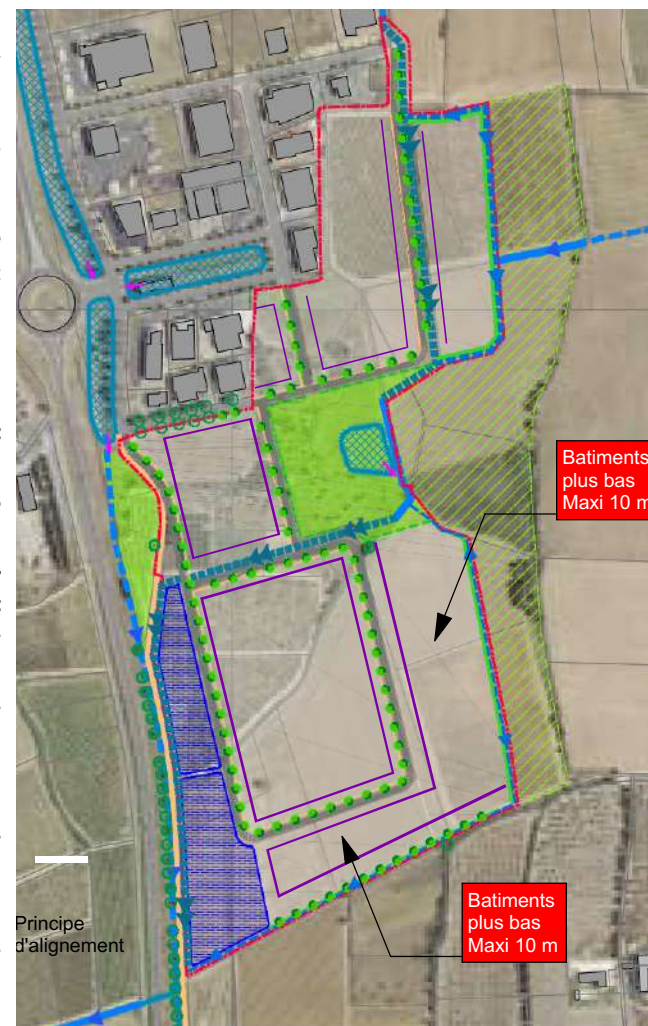 Batiments
plus bas
Maxi 10 m
Batiments
plus bas
Maxi 10 m
Principe
d'alignement